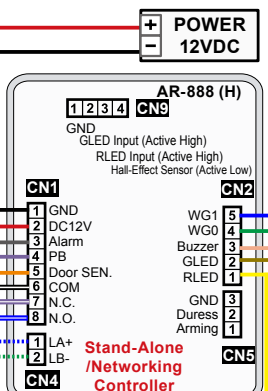 + POWER
− 12VDC
AR-888 (H)
1 2 3 4 CN9
GND
GLED Input (Active High)
RLED Input (Active High)
Hall-Effect Sensor (Active Low)
CN1
1 GND
2 DC12V
3 Alarm
4 PB
5 Door SEN.
6 COM
7 N.C.
8 N.O.
1 LA+
2 LB-
CN4
CN2
WG1 5
WG0 4
Buzzer 3
GLED 2
RLED 1
GND 3
Duress 2
Arming 1
CN5
Stand-Alone
/Networking
Controller